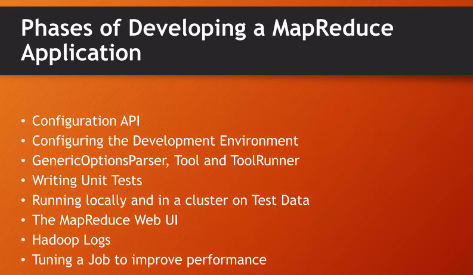 Phases of Developing a MapReduce
Application
• Configuration API
• Configuring the Development Environment
• GenericOptionsParser, Tool and ToolRunner
• Writing Unit Tests
• Running locally and in a cluster on Test Data
• The MapReduce Web UI
• Hadoop Logs
• Tuning a Job to improve performance